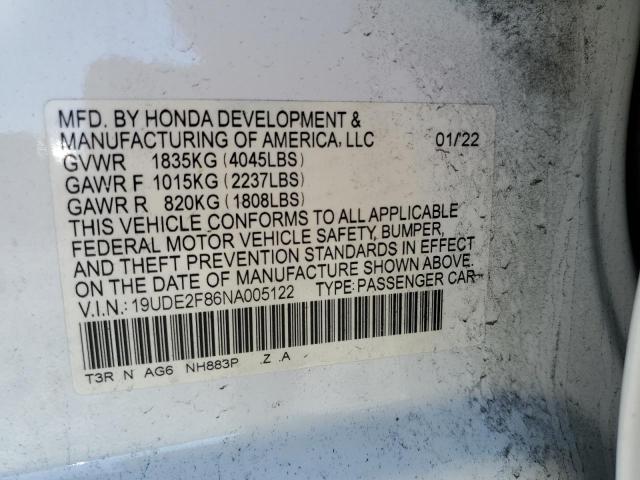 MFD. BY HONDA DEVELOPMENT &
MANUFACTURING OF AMERICA, LLC 01/22
GVWR 1835KG (4045LBS)
GAWR F 1015KG (2237LBS)
GAWR R 820KG (1808LBS)
THIS VEHICLE CONFORMS TO ALL APPLICABLE
FEDERAL MOTOR VEHICLE SAFETY, BUMPER,
AND THEFT PREVENTION STANDARDS IN EFFECT
ON THE DATE OF MANUFACTURE SHOWN ABOVE.
V.I.N.: 19UDE2F86NA005122 TYPE: PASSENGER CAR
T3R N AG6 NH883P Z A